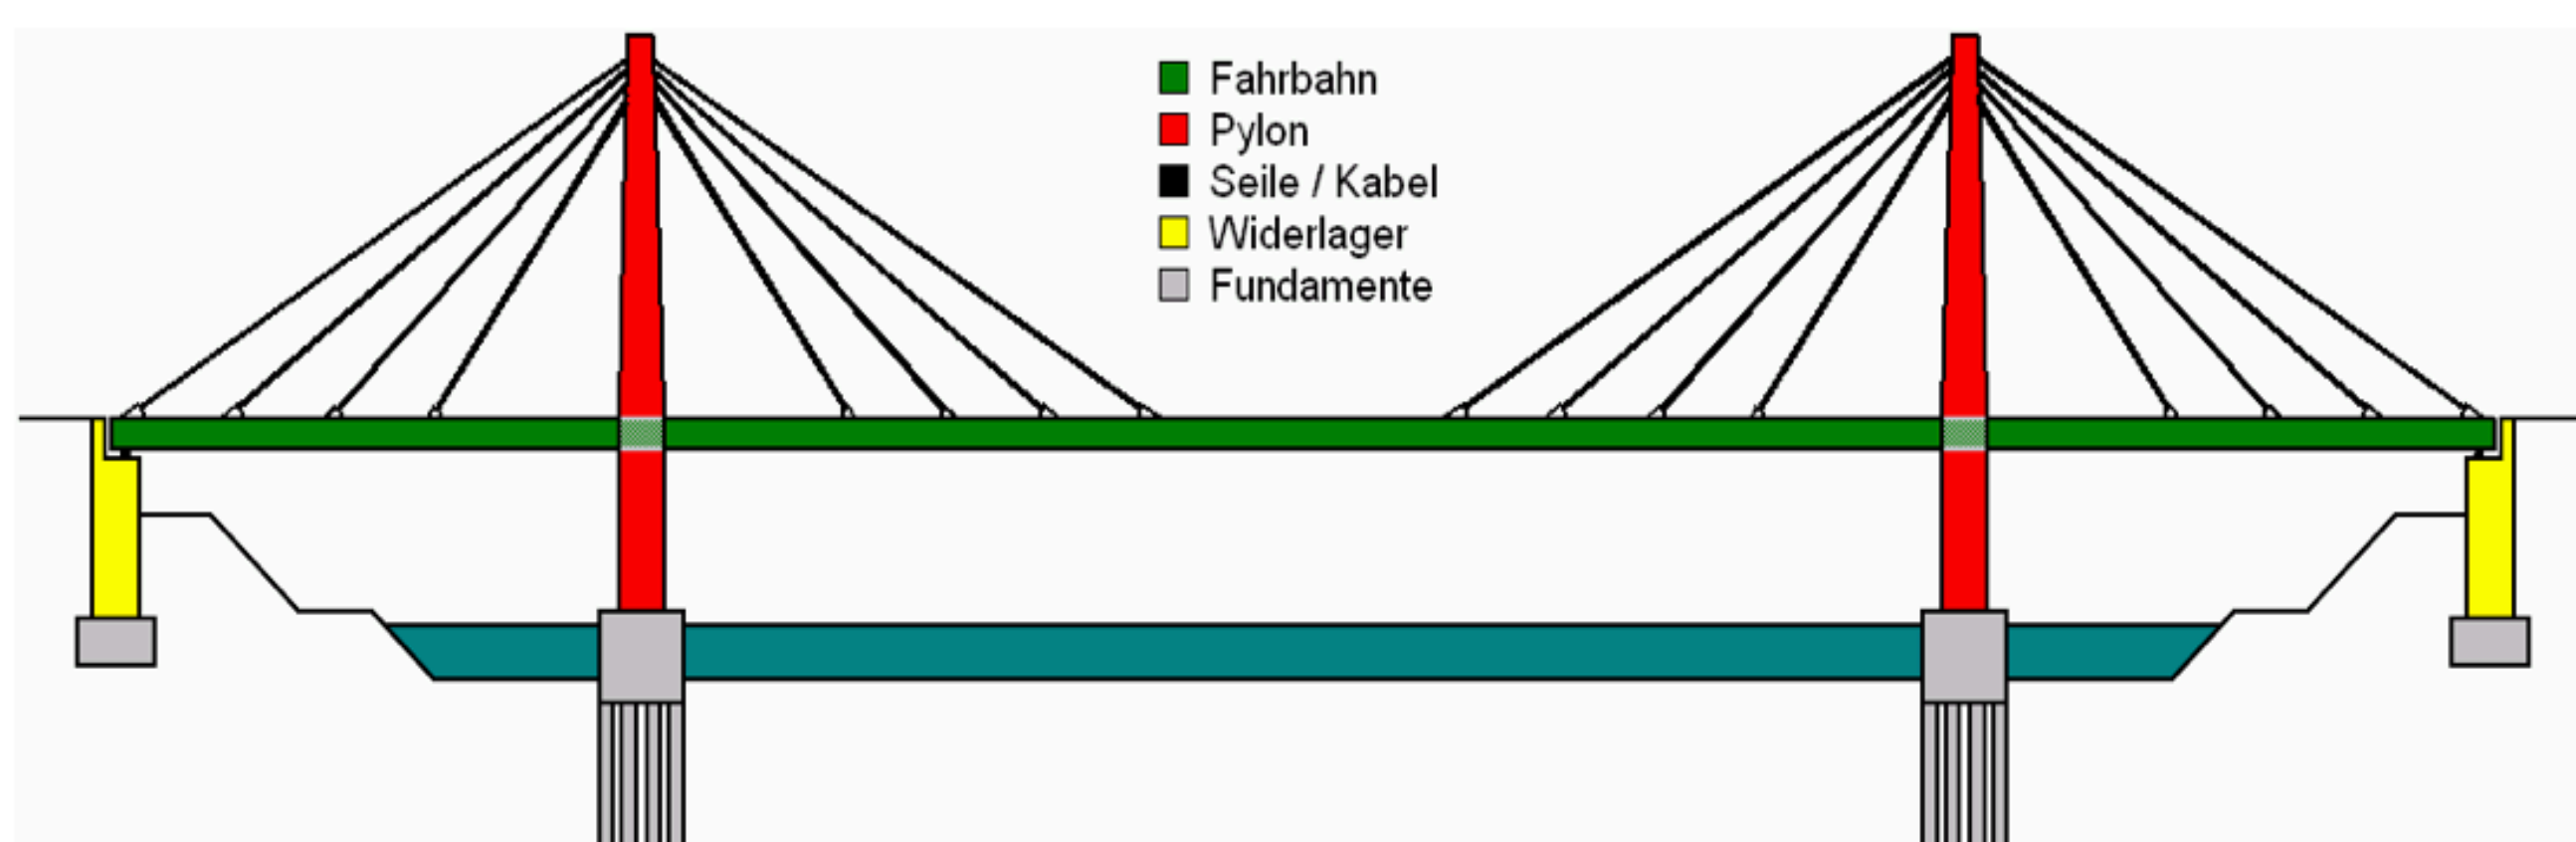 Fahrbahn
Pylon
Seile / Kabel
Widerlager
Fundamente